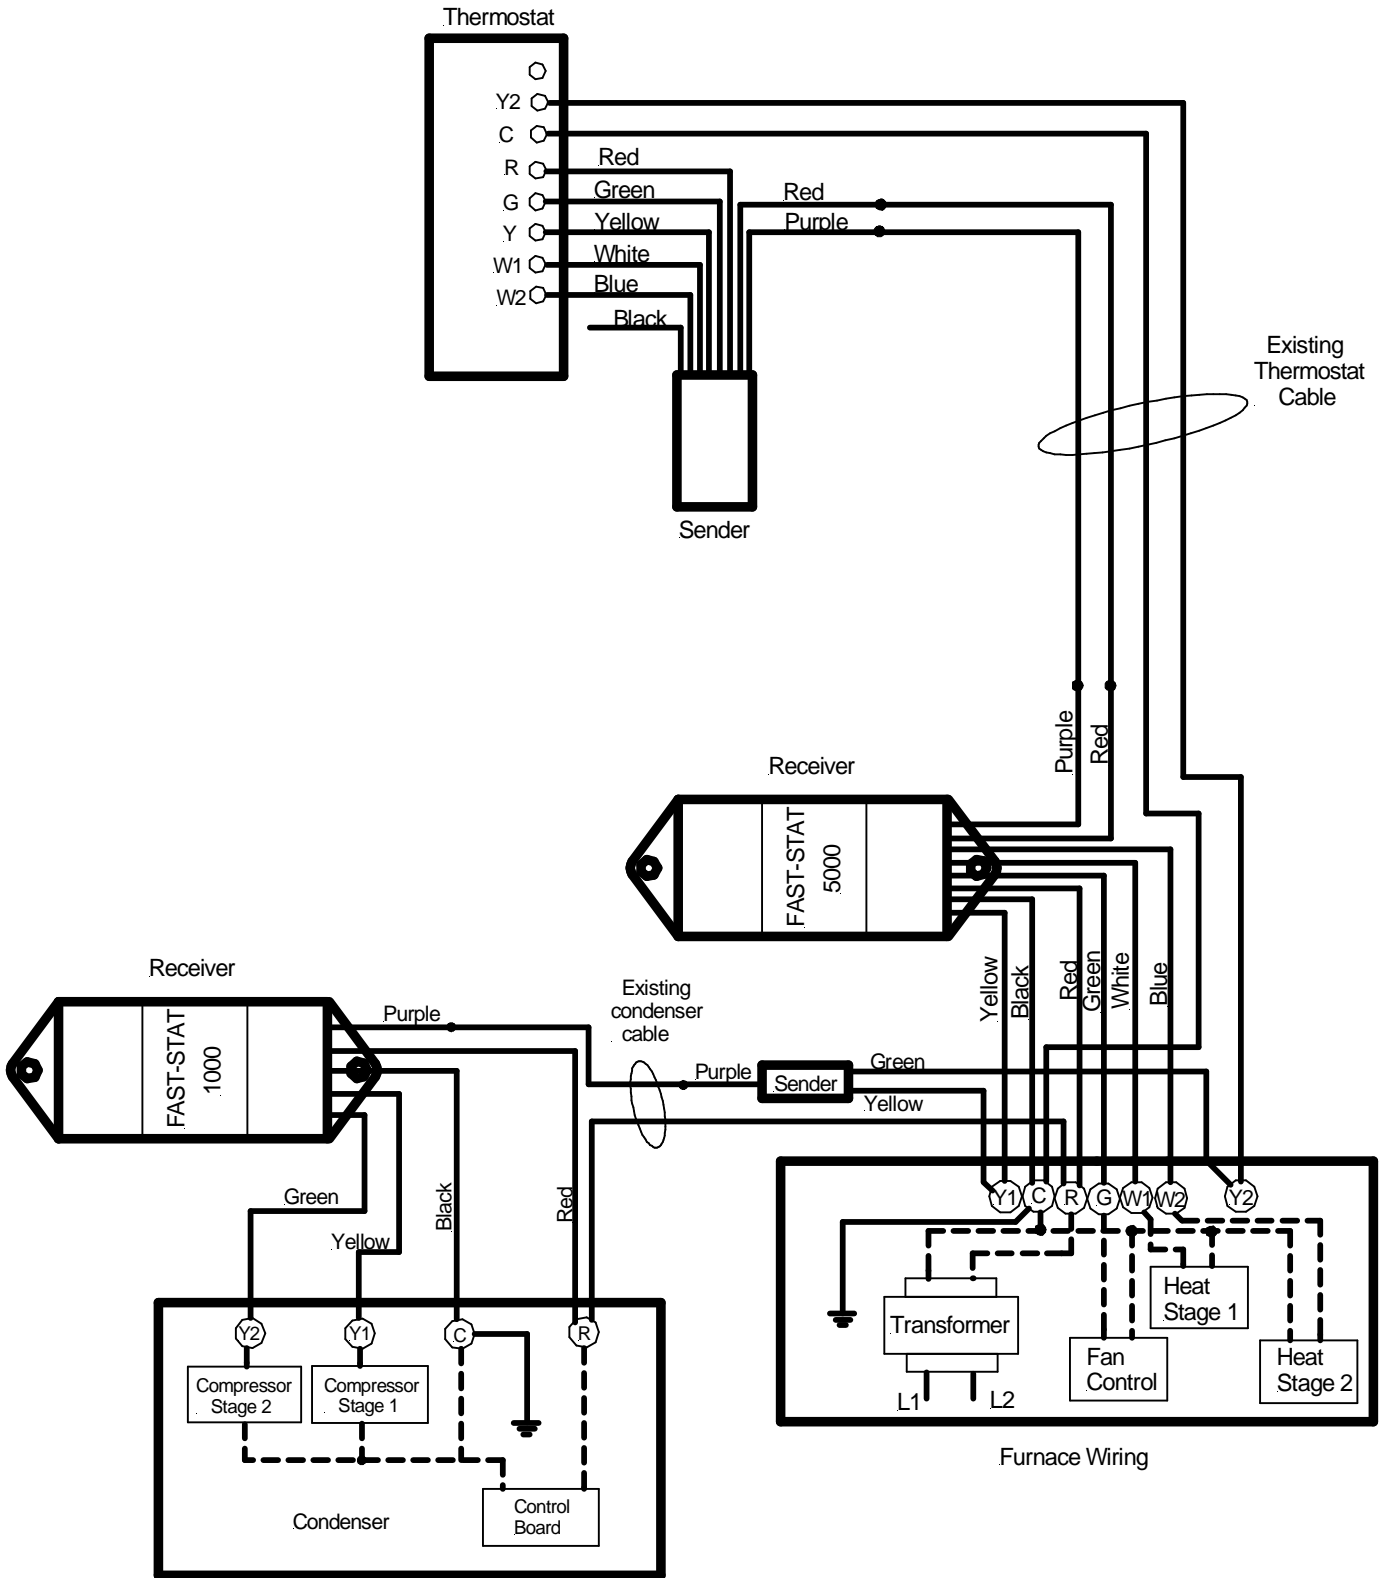 Thermostat
Y2
C
R
Red
G
Green
Red
Y
Yellow
Purple
W1
White
W2
Blue
Black
Existing
Thermostat
Cable
Sender
Purple
Red
Receiver
FAST-STAT
5000
Receiver
FAST-STAT
1000
Purple
Existing
condenser
cable
Yellow
Black
Red
Green
White
Blue
Purple
Sender
Green
Yellow
Green
Yellow
Black
Red
Y1
C
R
G
W1
W2
Y2
Heat
Stage 1
Transformer
Fan
Control
Heat
Stage 2
L1
L2
Furnace Wiring
Y2
Y1
C
R
Compressor
Stage 2
Compressor
Stage 1
Control
Board
Condenser